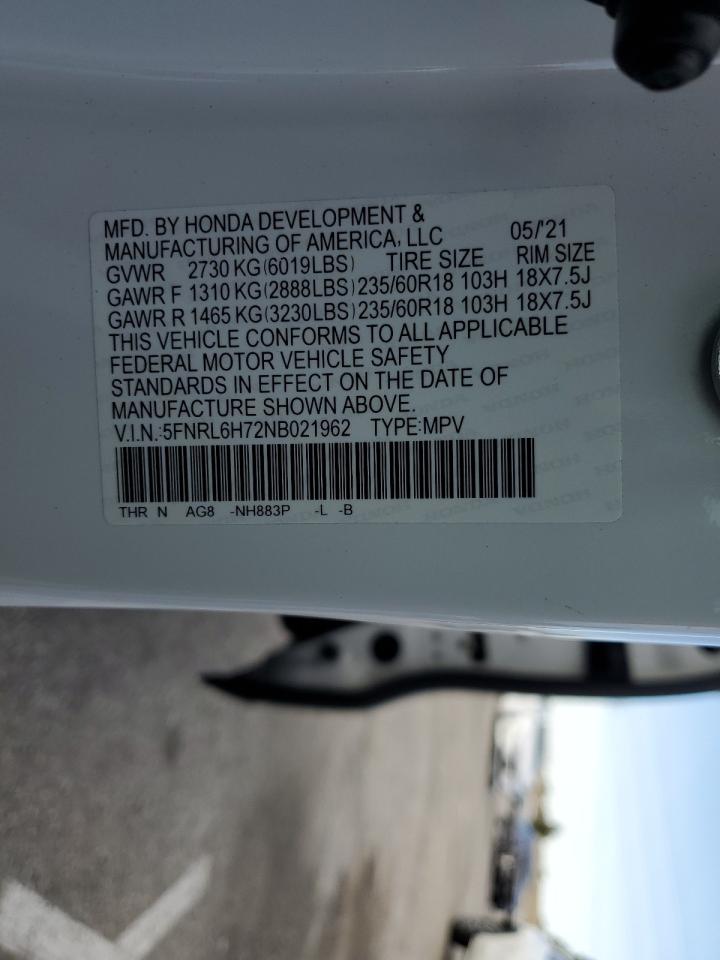 MFD. BY HONDA DEVELOPMENT &
MANUFACTURING OF AMERICA, LLC 05/'21
GVWR 2730 KG(6019LBS) TIRE SIZE RIM SIZE
GAWR F 1310 KG(2888LBS) 235/60R18 103H 18X7.5J
GAWR R 1465 KG(3230LBS) 235/60R18 103H 18X7.5J
THIS VEHICLE CONFORMS TO ALL APPLICABLE
FEDERAL MOTOR VEHICLE SAFETY
STANDARDS IN EFFECT ON THE DATE OF
MANUFACTURE SHOWN ABOVE.
V.I.N.:5FNRL6H72NB021962 TYPE:MPV
THR N AG8 -NH883P -L -B